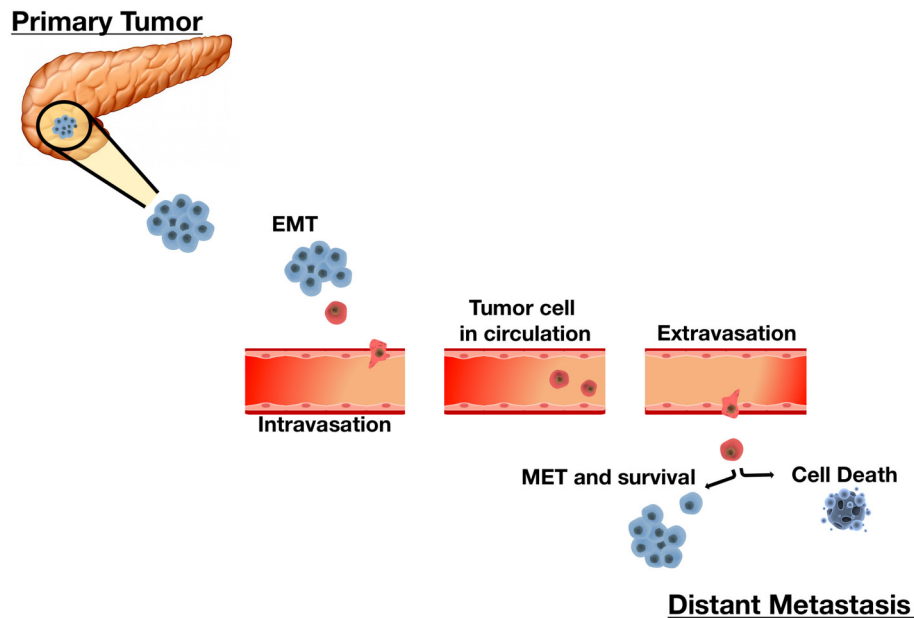 Primary Tumor
EMT
Tumor cell
in circulation
Extravasation
Intravasation
MET and survival
Cell Death
Distant Metastasis